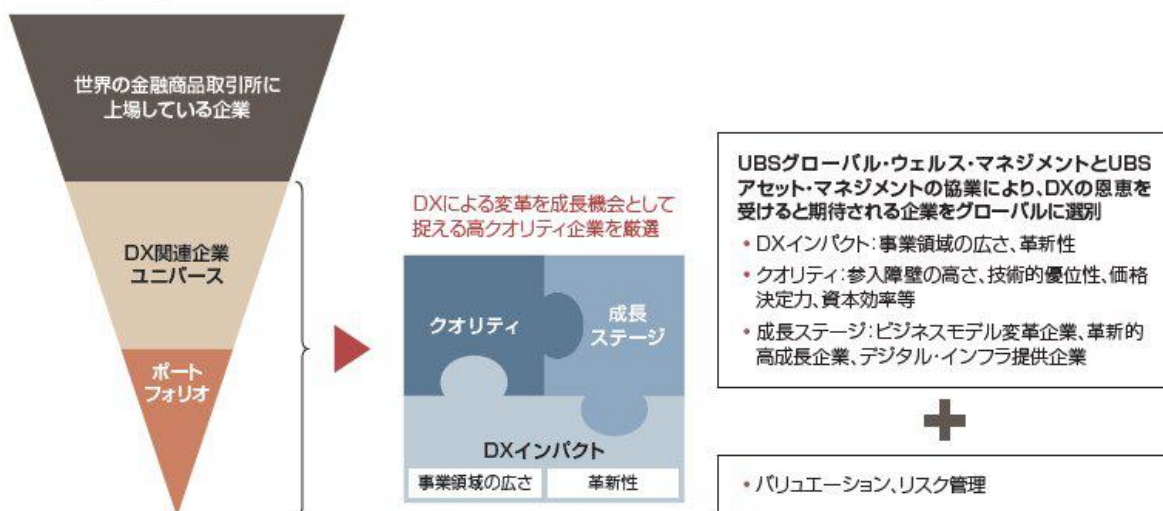 世界の金融商品取引所に
上場している企業
DX関連企業
ユニバース
ポート
フォリオ
DXによる変革を成長機会として
捉える高クオリティ企業を厳選
クオリティ
成長
ステージ
DXインパクト
事業領域の広さ
革新性
UBSグローバル・ウェルス・マネジメントとUBS
アセット・マネジメントの協業により、DXの恩恵を
受けると期待される企業をグローバルに選別
・DXインパクト：事業領域の広さ、革新性
・クオリティ：参入障壁の高さ、技術的優位性、価格
決定力、資本効率等
・成長ステージ：ビジネスモデル変革企業、革新的
高成長企業、デジタル・インフラ提供企業
・バリュエーション、リスク管理